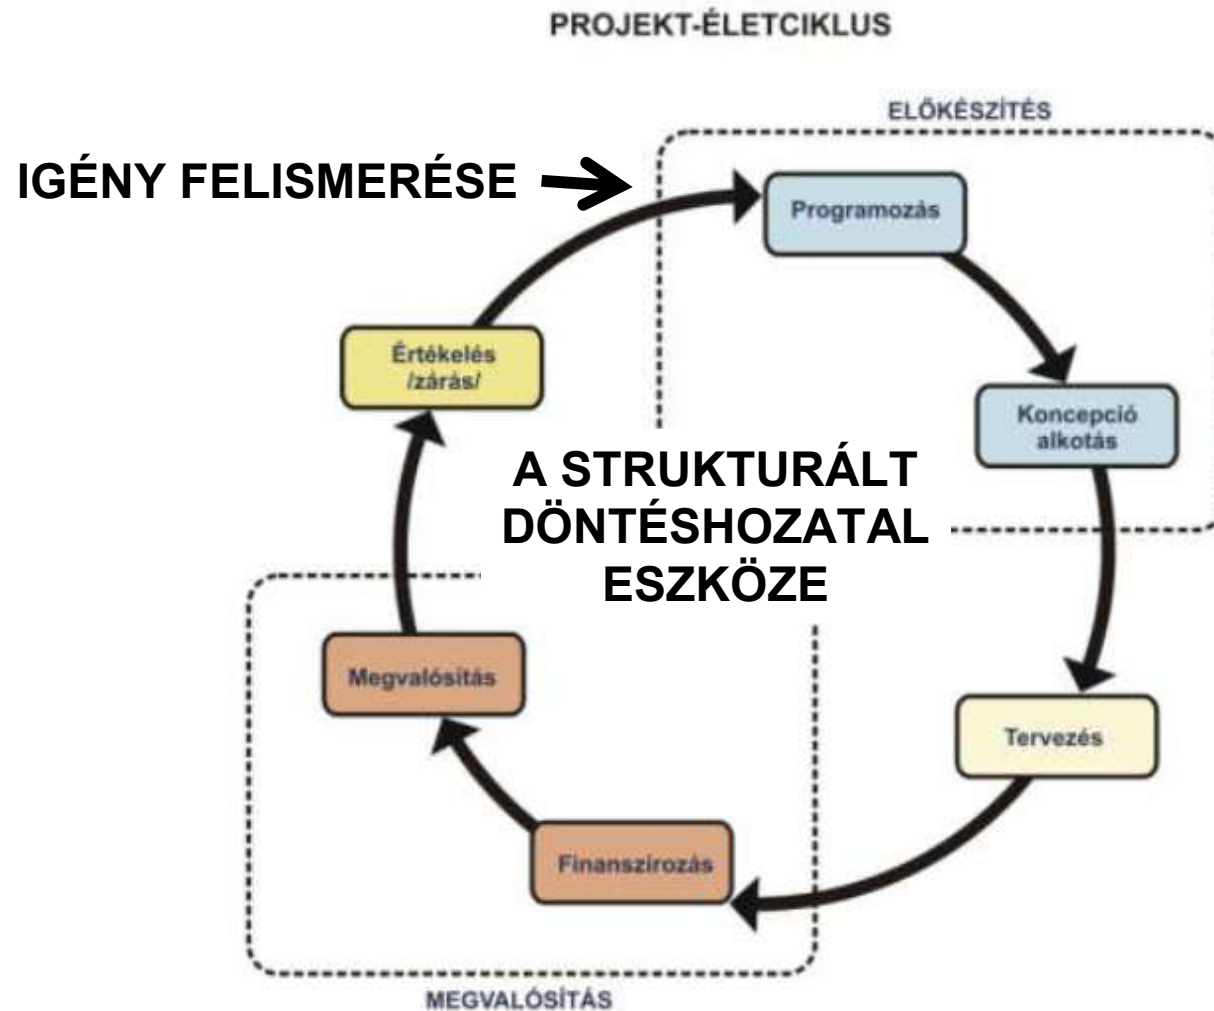 PROJEKT-ÉLETCIKLUS
ELŐKÉSZÍTÉS
IGÉNY FELISMERÉSE
Programozás
Értékelés
/zárás/
Koncepció
alkotás
A STRUKTURÁLT
DÖNTÉSHOZATAL
ESZKÖZE
Megvalósítás
Tervezés
Finanszírozás
MEGVALÓSÍTÁS